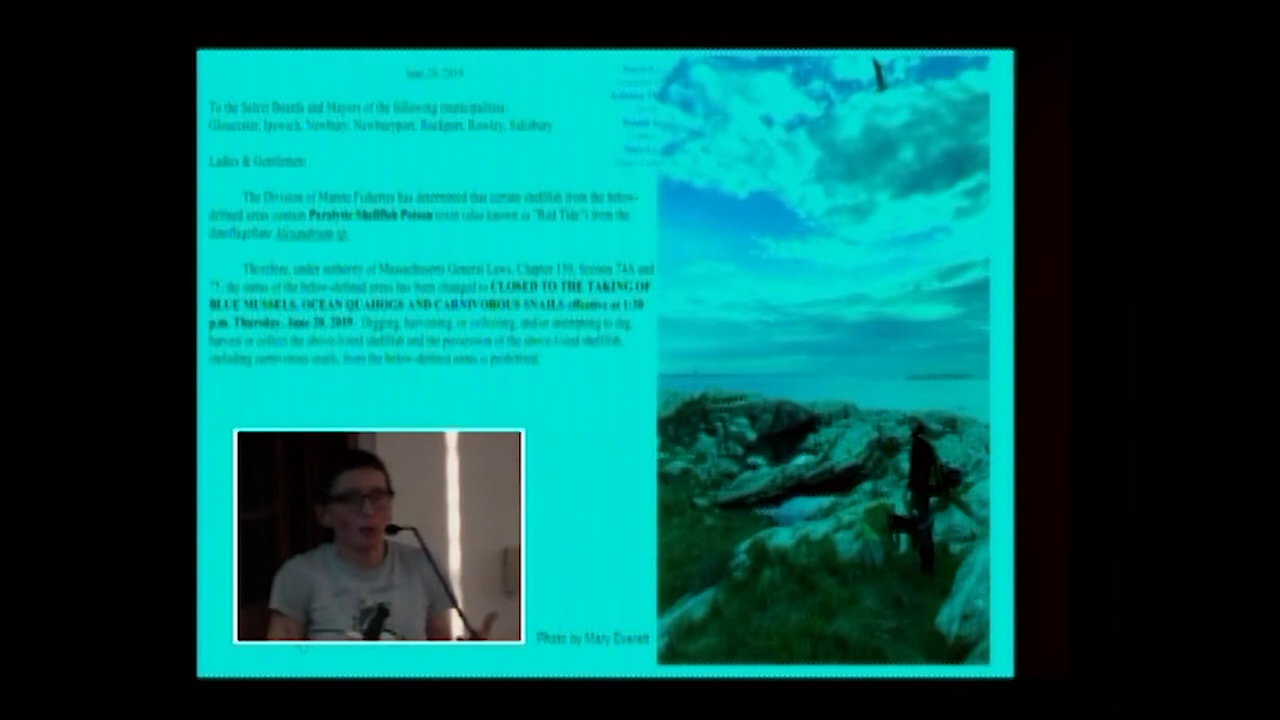 June 20, 2019
To the Select Boards and Mayors of the following municipalities:
Gloucester, Ipswich, Newbury, Newburyport, Rockport, Rowley, Salisbury
Ladies & Gentlemen:
The Division of Marine Fisheries has determined that certain shellfish from the below-
defined areas contain Paralytic Shellfish Poison toxin (also known as "Red Tide") from the
dinoflagellate Alexandrium sp.
Therefore, under authority of Massachusetts General Laws, Chapter 130, Section 74A and
75, the status of the below-defined areas has been changed to CLOSED TO THE TAKING OF
BLUE MUSSELS, OCEAN QUAHOGS AND CARNIVOROUS SNAILS effective at 1:30
p.m. Thursday, June 20, 2019. Digging, harvesting, or collecting, and/or attempting to dig,
harvest or collect the above-listed shellfish and the possession of the above-listed shellfish,
including carnivorous snails, from the below-defined areas is prohibited.
Photo by Mary Everett